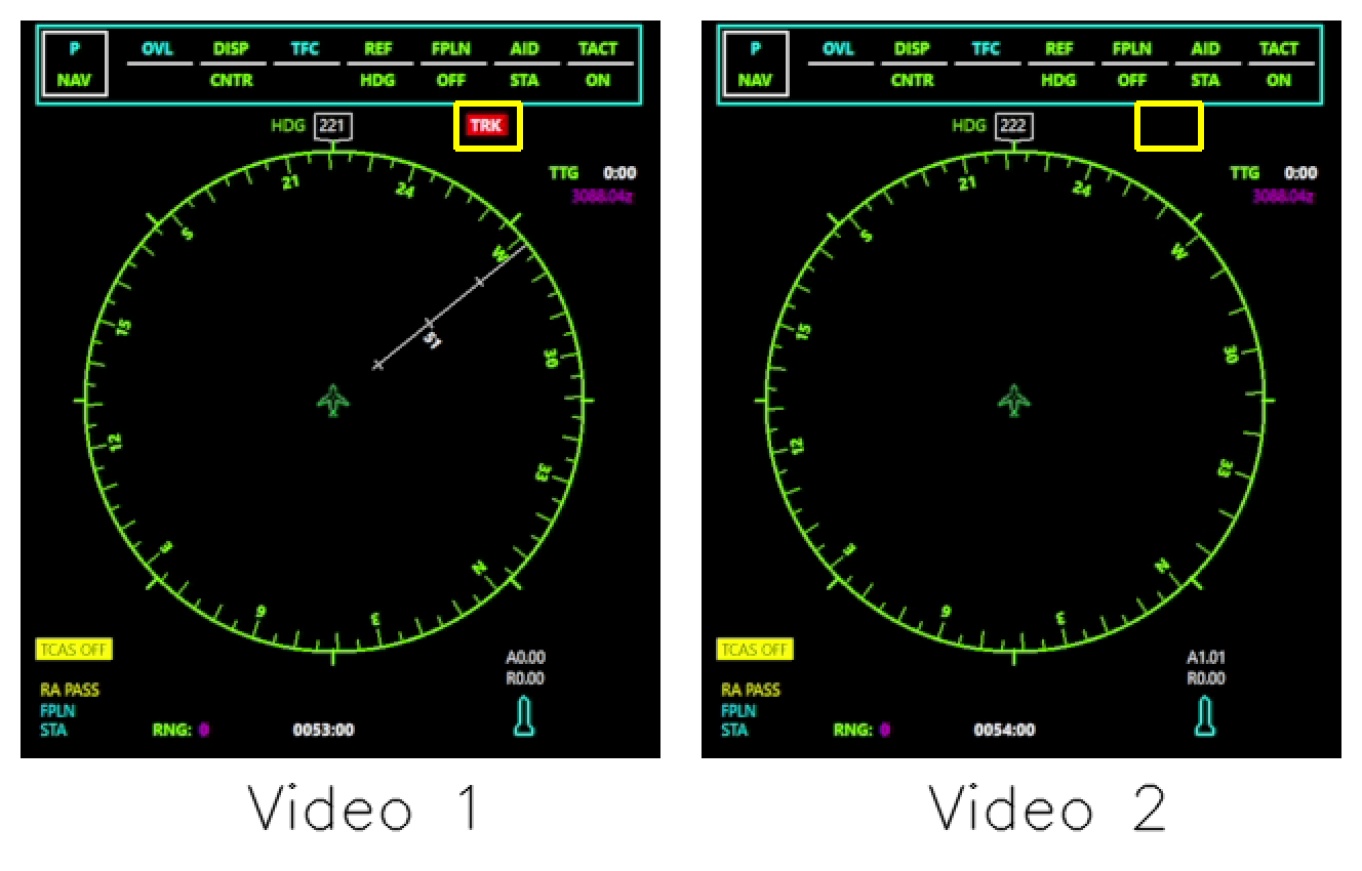 P OVL DISP TFC REF FPLN AID TACT
NAV CNTR HDG OFF STA ON
HDG 221 TRK
TTG 0:00
3088.04z
21
24
S
W
15
S1
30
12
33
E
N
6
3
TCAS OFF
A0.00
R0.00
RA PASS
FPLN
STA
RNG: 0 0053:00
Video 1
P OVL DISP TFC REF FPLN AID TACT
NAV CNTR HDG OFF STA ON
HDG 222
TTG 0:00
3088.04z
21
24
S
W
15
30
12
33
E
N
6
3
TCAS OFF
A1.01
R0.00
RA PASS
FPLN
STA
RNG: 0 0054:00
Video 2